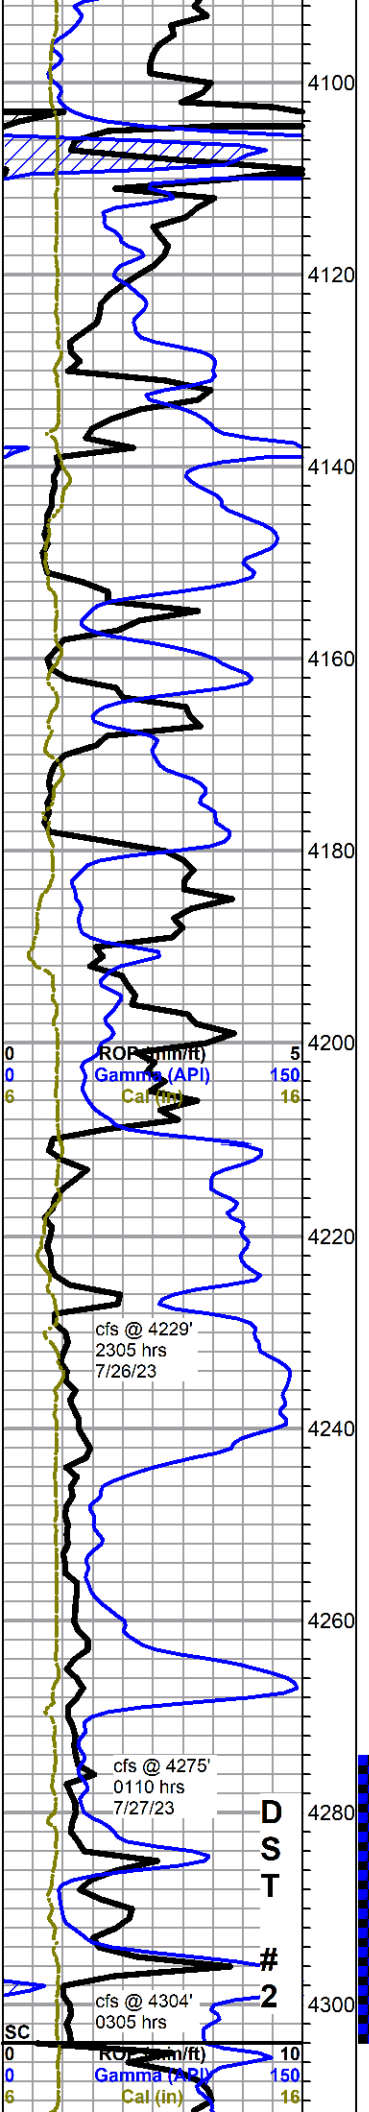 4100
4120
4140
4160
4180
4200
0 ROP (min/ft) 5
0 Gamma (API) 150
6 Cal (in) 16
4220
cfs @ 4229'
2305 hrs
7/26/23
4240
4260
cfs @ 4275'
0110 hrs
7/27/23
4280
D
S
T
#
2
cfs @ 4304'
0305 hrs
4300
SC
0 ROP (min/ft) 10
0 Gamma (API) 150
6 Cal (in) 16